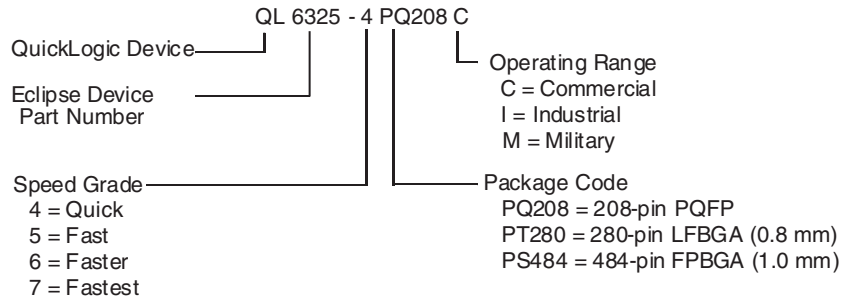 QL 6325 - 4 PQ208 C
QuickLogic Device
Eclipse Device
Part Number
Operating Range
C = Commercial
I = Industrial
M = Military
Speed Grade
4 = Quick
5 = Fast
6 = Faster
7 = Fastest
Package Code
PQ208 = 208-pin PQFP
PT280 = 280-pin LFBGA (0.8 mm)
PS484 = 484-pin FPBGA (1.0 mm)